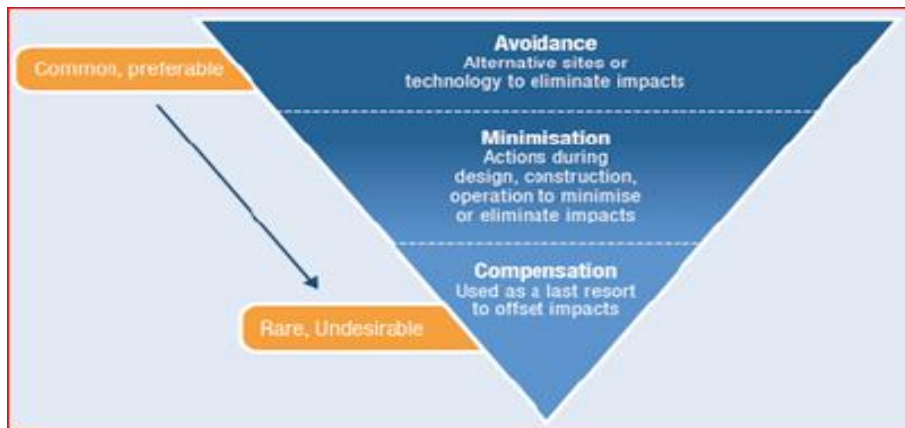 Avoidance
Alternative sites or
technology to eliminate impacts
Common, preferable
Minimisation
Actions during
design, construction,
operation to minimise
or eliminate impacts
Compensation
Used as a last resort
to offset impacts
Rare, Undesirable